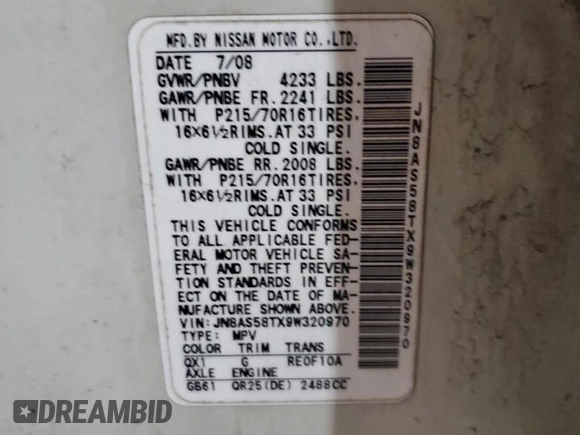 MFD.BY NISSAN MOTOR CO.,LTD.
DATE 7/08
GVWR/PNBV 4233 LBS.
GAWR/PNBE FR. 2241 LBS.
WITH P215/70R16TIRES.
16×6½RIMS.AT 33 PSI
COLD SINGLE.
GAWR/PNBE RR. 2008 LBS.
WITH P215/70R16TIRES.
16×6½RIMS.AT 33 PSI
COLD SINGLE.
THIS VEHICLE CONFORMS
TO ALL APPLICABLE FED-
ERAL MOTOR VEHICLE SA-
FETY AND THEFT PREVEN-
TION STANDARDS IN EFF-
ECT ON THE DATE OF MA-
NUFACTURE SHOWN ABOVE.
VIN:JN8AS58TX9W320970
TYPE: MPV
COLOR TRIM TRANS
QX1 G RE0F10A
AXLE ENGINE
GB61 QR25(DE) 2488CC
JN8AS58TX9W320970
DREAMBID
DREAMBID